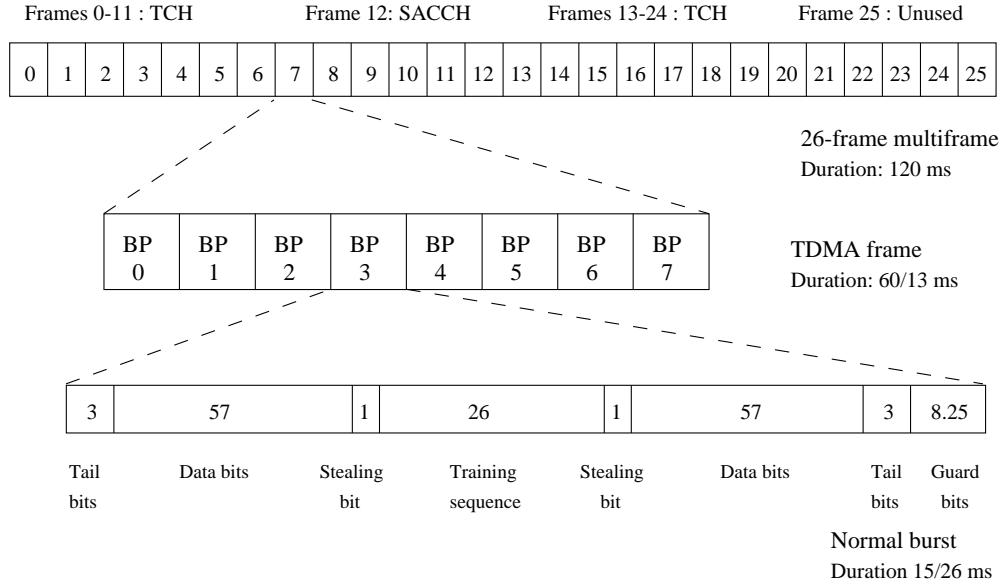 Frames 0-11 : TCH Frame 12: SACCH Frames 13-24 : TCH Frame 25 : Unused
0 1 2 3 4 5 6 7 8 9 10 11 12 13 14 15 16 17 18 19 20 21 22 23 24 25
26-frame multiframe
Duration: 120 ms
BP BP BP BP BP BP BP BP
0 1 2 3 4 5 6 7
TDMA frame
Duration: 60/13 ms
3 57 1 26 1 57 3 8.25
Tail Data bits Stealing Training Stealing Data bits Tail Guard
bits bit sequence bit bits bits
Normal burst
Duration 15/26 ms